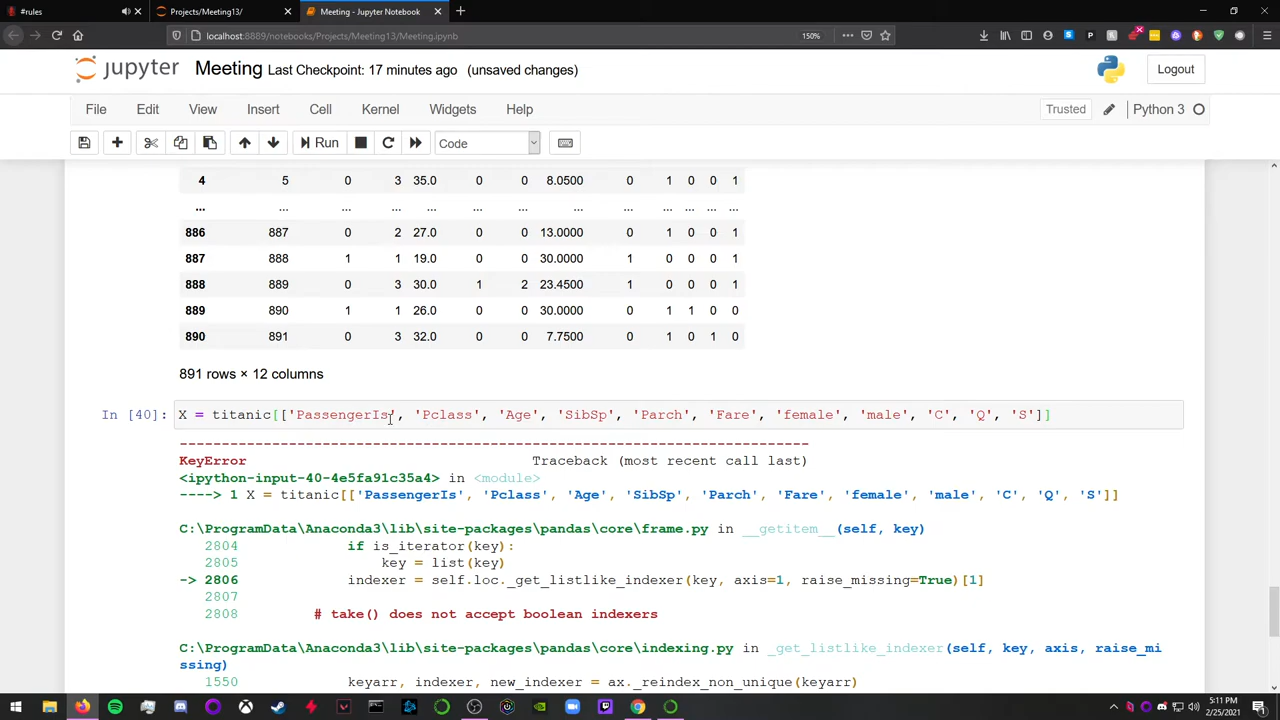 #rules
Projects/Meeting13/
Meeting - Jupyter Notebook
localhost:8889/notebooks/Projects/Meeting13/Meeting.ipynb
150%
jupyter Meeting Last Checkpoint: 17 minutes ago (unsaved changes)
Logout
File Edit View Insert Cell Kernel Widgets Help
Trusted
Python 3
Run
Code
4 5 0 3 35.0 0 0 8.0500 0 1 0 0 1
... ... ... ... ... ... ... ... ... ... ... ... ...
886 887 0 2 27.0 0 0 13.0000 0 1 0 0 1
887 888 1 1 19.0 0 0 30.0000 1 0 0 0 1
888 889 0 3 30.0 1 2 23.4500 1 0 0 0 1
889 890 1 1 26.0 0 0 30.0000 0 1 1 0 0
890 891 0 3 32.0 0 0 7.7500 0 1 0 1 0
891 rows × 12 columns
In [40]: X = titanic[['PassengerIs', 'Pclass', 'Age', 'SibSp', 'Parch', 'Fare', 'female', 'male', 'C', 'Q', 'S']]
---------------------------------------------------------------------------
KeyError Traceback (most recent call last)
<ipython-input-40-4e5fa91c35a4> in <module>
----> 1 X = titanic[['PassengerIs', 'Pclass', 'Age', 'SibSp', 'Parch', 'Fare', 'female', 'male', 'C', 'Q', 'S']]
C:\ProgramData\Anaconda3\lib\site-packages\pandas\core\frame.py in __getitem__(self, key)
2804 if is_iterator(key):
2805 key = list(key)
-> 2806 indexer = self.loc._get_listlike_indexer(key, axis=1, raise_missing=True)[1]
2807
2808 # take() does not accept boolean indexers
C:\ProgramData\Anaconda3\lib\site-packages\pandas\core\indexing.py in _get_listlike_indexer(self, key, axis, raise_mi
ssing)
1550 keyarr, indexer, new_indexer = ax._reindex_non_unique(keyarr)
5:11 PM
2/25/2021